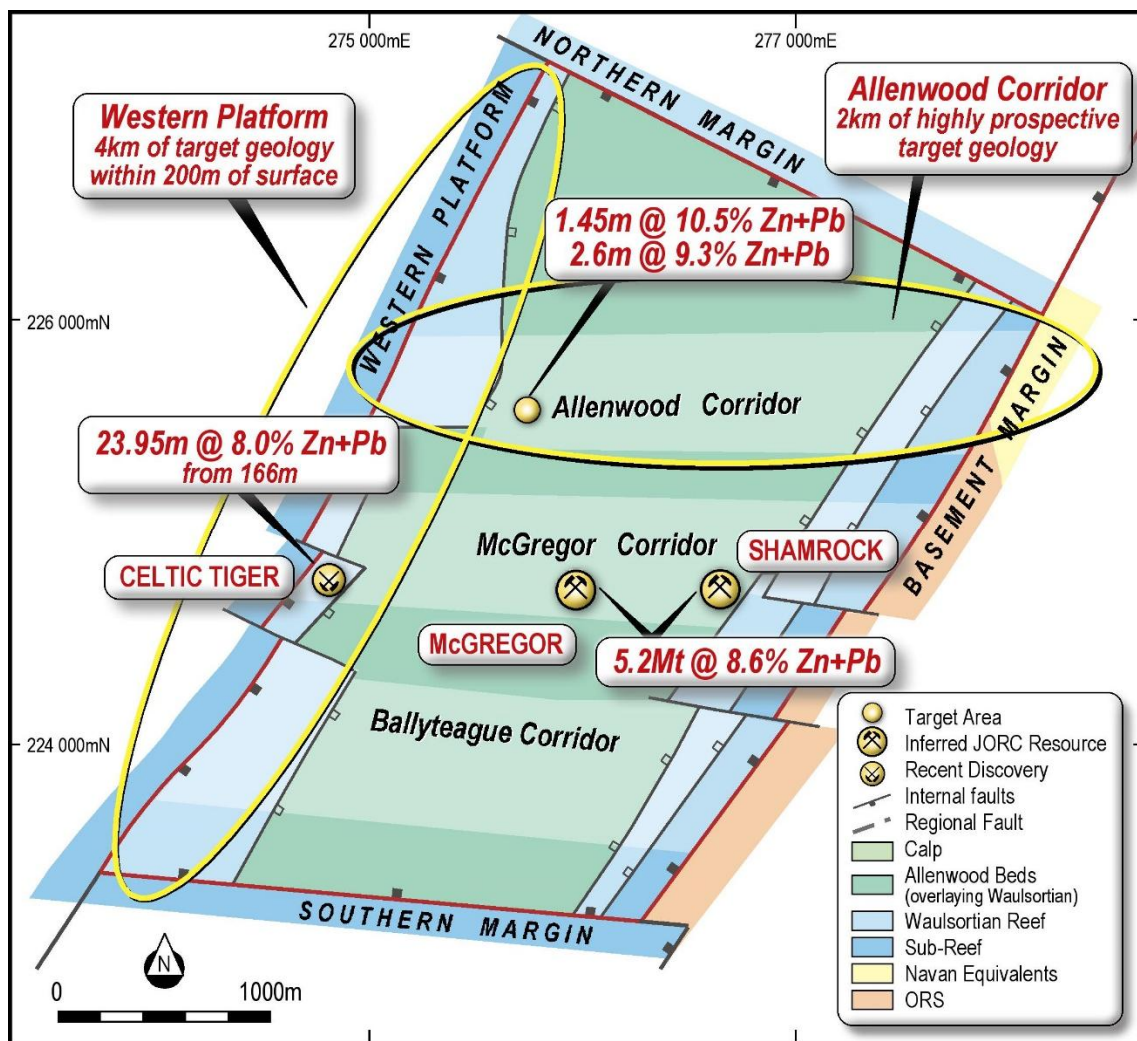 275 000mE
277 000mE
NORTHERN MARGIN
Western Platform
4km of target geology
within 200m of surface
Allenwood Corridor
2km of highly prospective
target geology
WESTERN PLATFORM
1.45m @ 10.5% Zn+Pb
2.6m @ 9.3% Zn+Pb
226 000mN
Allenwood Corridor
BASEMENT MARGIN
23.95m @ 8.0% Zn+Pb
from 166m
McGregor Corridor
SHAMROCK
CELTIC TIGER
McGREGOR
5.2Mt @ 8.6% Zn+Pb
Ballyteague Corridor
224 000mN
SOUTHERN MARGIN
N
0 1000m
Target Area
Inferred JORC Resource
Recent Discovery
Internal faults
Regional Fault
Calp
Allenwood Beds
(overlaying Waulsortian)
Waulsortian Reef
Sub-Reef
Navan Equivalents
ORS